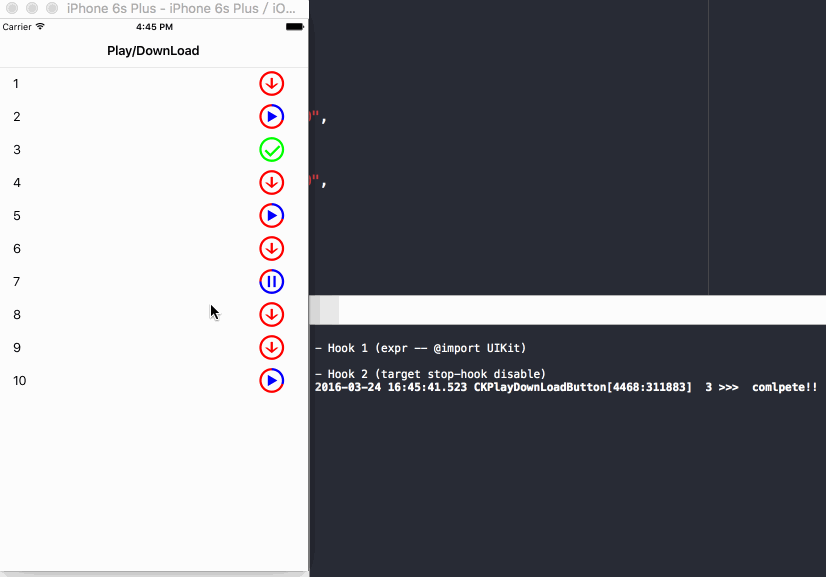 iPhone 6s Plus - iPhone 6s Plus / iO...
Carrier 4:45 PM
Play/DownLoad
1
2
3
4
5
6
7
8
9
10
",
",
- Hook 1 (expr -- @import UIKit)
- Hook 2 (target stop-hook disable)
2016-03-24 16:45:41.523 CKPlayDownLoadButton[4468:311883] 3 >>> comlpete!!